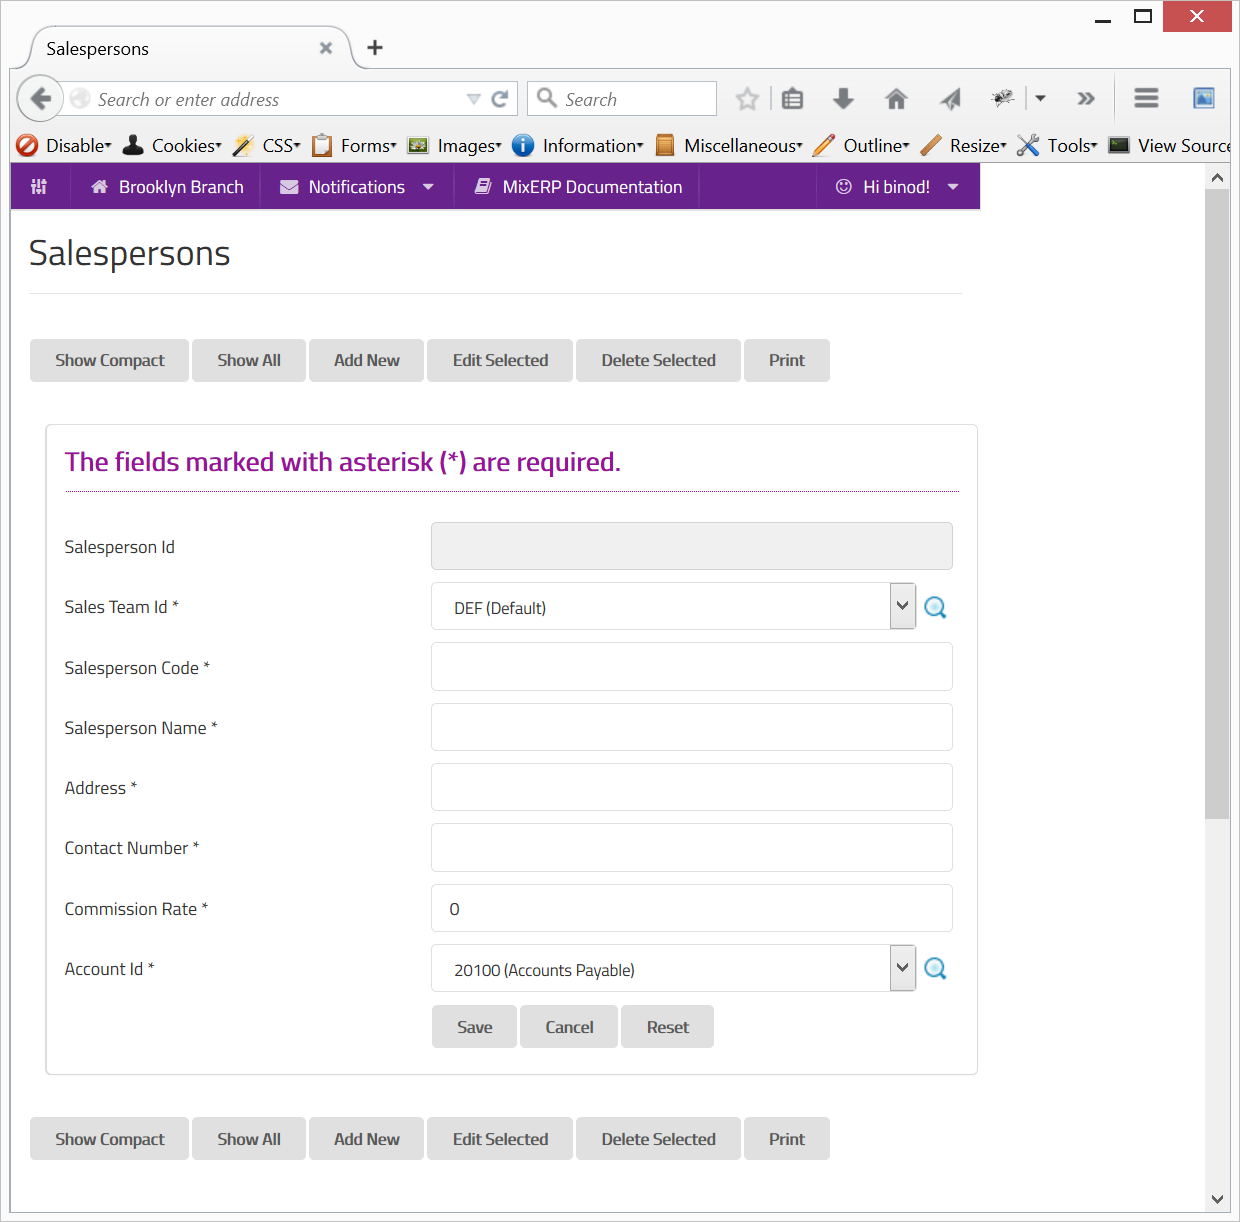 Salespersons
Search or enter address Search
Disable Cookies CSS Forms Images Information Miscellaneous Outline Resize Tools View Source
Brooklyn Branch Notifications MixERP Documentation Hi binod!
Salespersons
Show Compact Show All Add New Edit Selected Delete Selected Print
The fields marked with asterisk (*) are required.
Salesperson Id
Sales Team Id * DEF (Default)
Salesperson Code *
Salesperson Name *
Address *
Contact Number *
Commission Rate * 0
Account Id * 20100 (Accounts Payable)
Save Cancel Reset
Show Compact Show All Add New Edit Selected Delete Selected Print